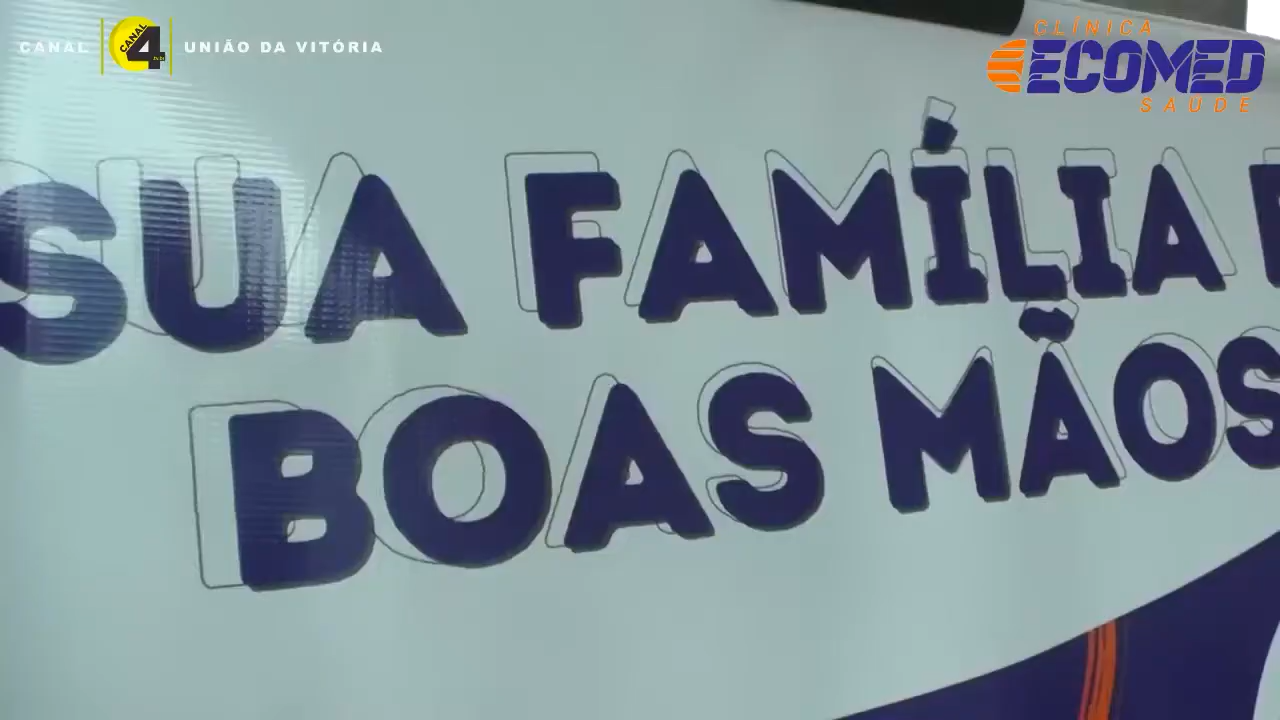 CANAL CANAL 4 UNIÃO DA VITÓRIA
CLÍNICA
ECOMED
SAÚDE
SUA FAMÍLIA
BOAS MÃOS